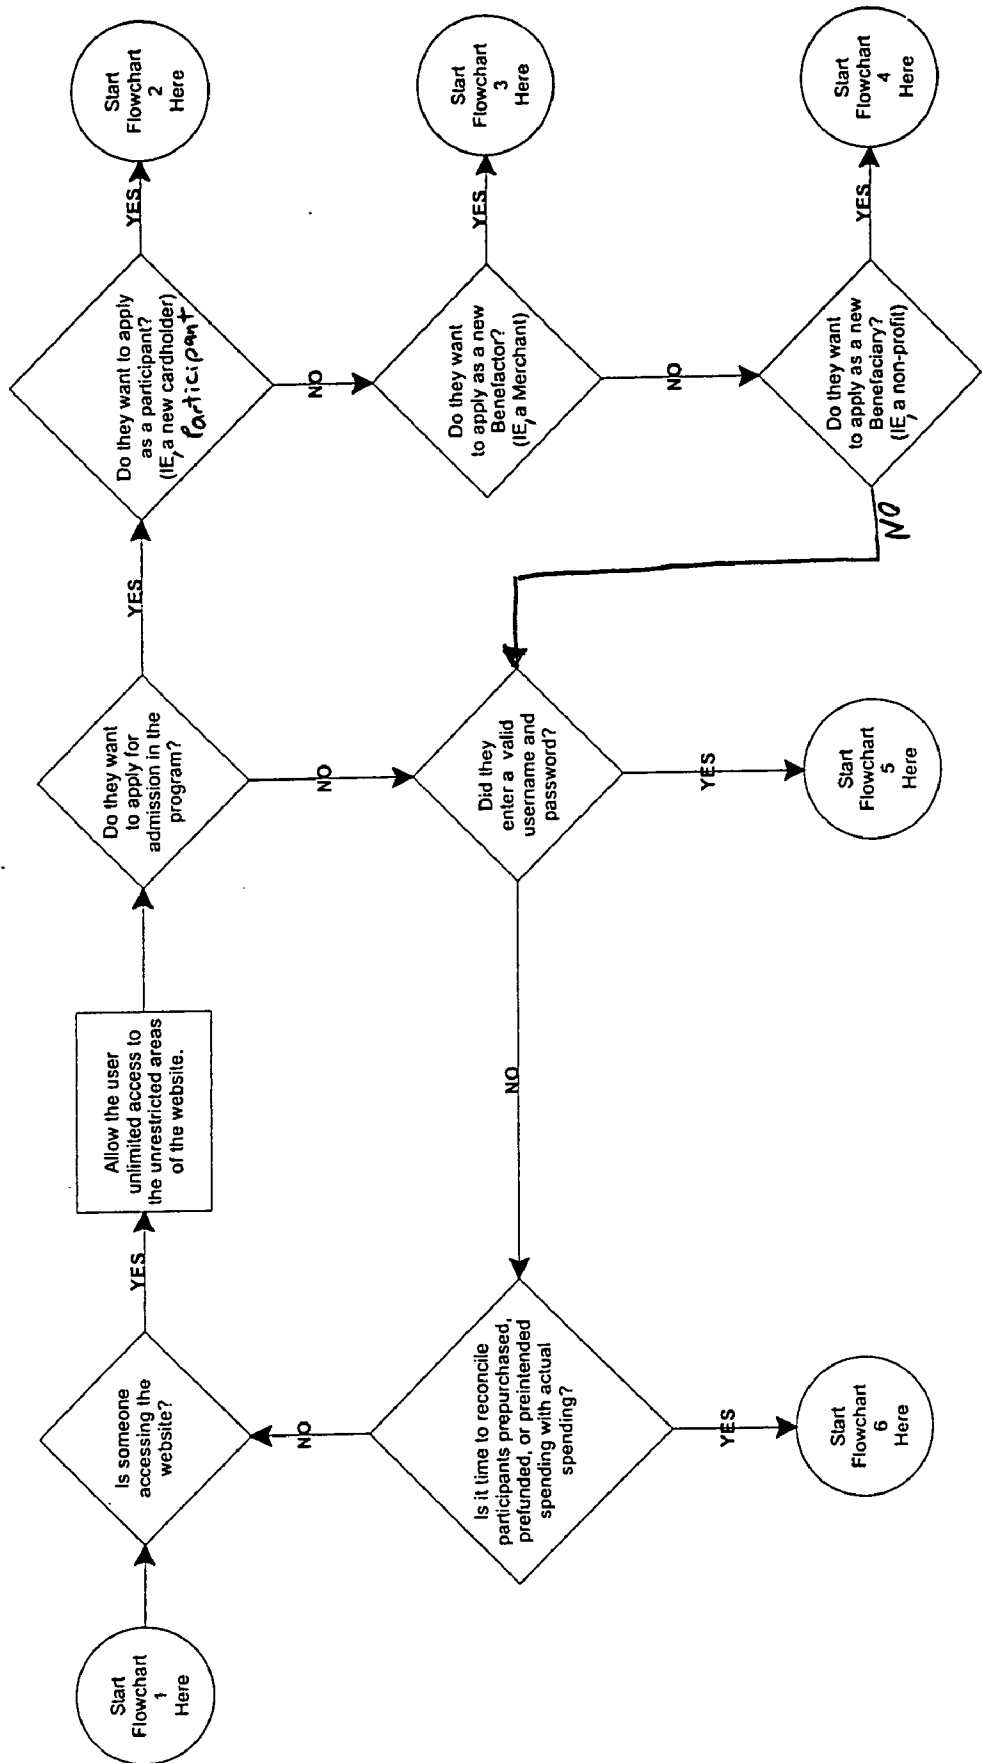 Start
Flowchart
1
Here
Is someone
accessing the
website?
YES
Allow the user
unlimited access to
the unrestricted areas
of the website.
Do they want
to apply for
admission in the
program?
YES
Do they want to apply
as a participant?
(IE, a new cardholder)
Participant
YES
Start
Flowchart
2
Here
NO
Do they want
to apply as a new
Benefactor?
(IE, a Merchant)
YES
Start
Flowchart
3
Here
NO
Do they want
to apply as a new
Benefaciary?
(IE, a non-profit)
YES
Start
Flowchart
4
Here
NO
NO
Did they
enter a valid
username and
password?
YES
Start
Flowchart
5
Here
NO
Is it time to reconcile
participants prepurchased,
prefunded, or preintended
spending with actual
spending?
NO
YES
Start
Flowchart
6
Here